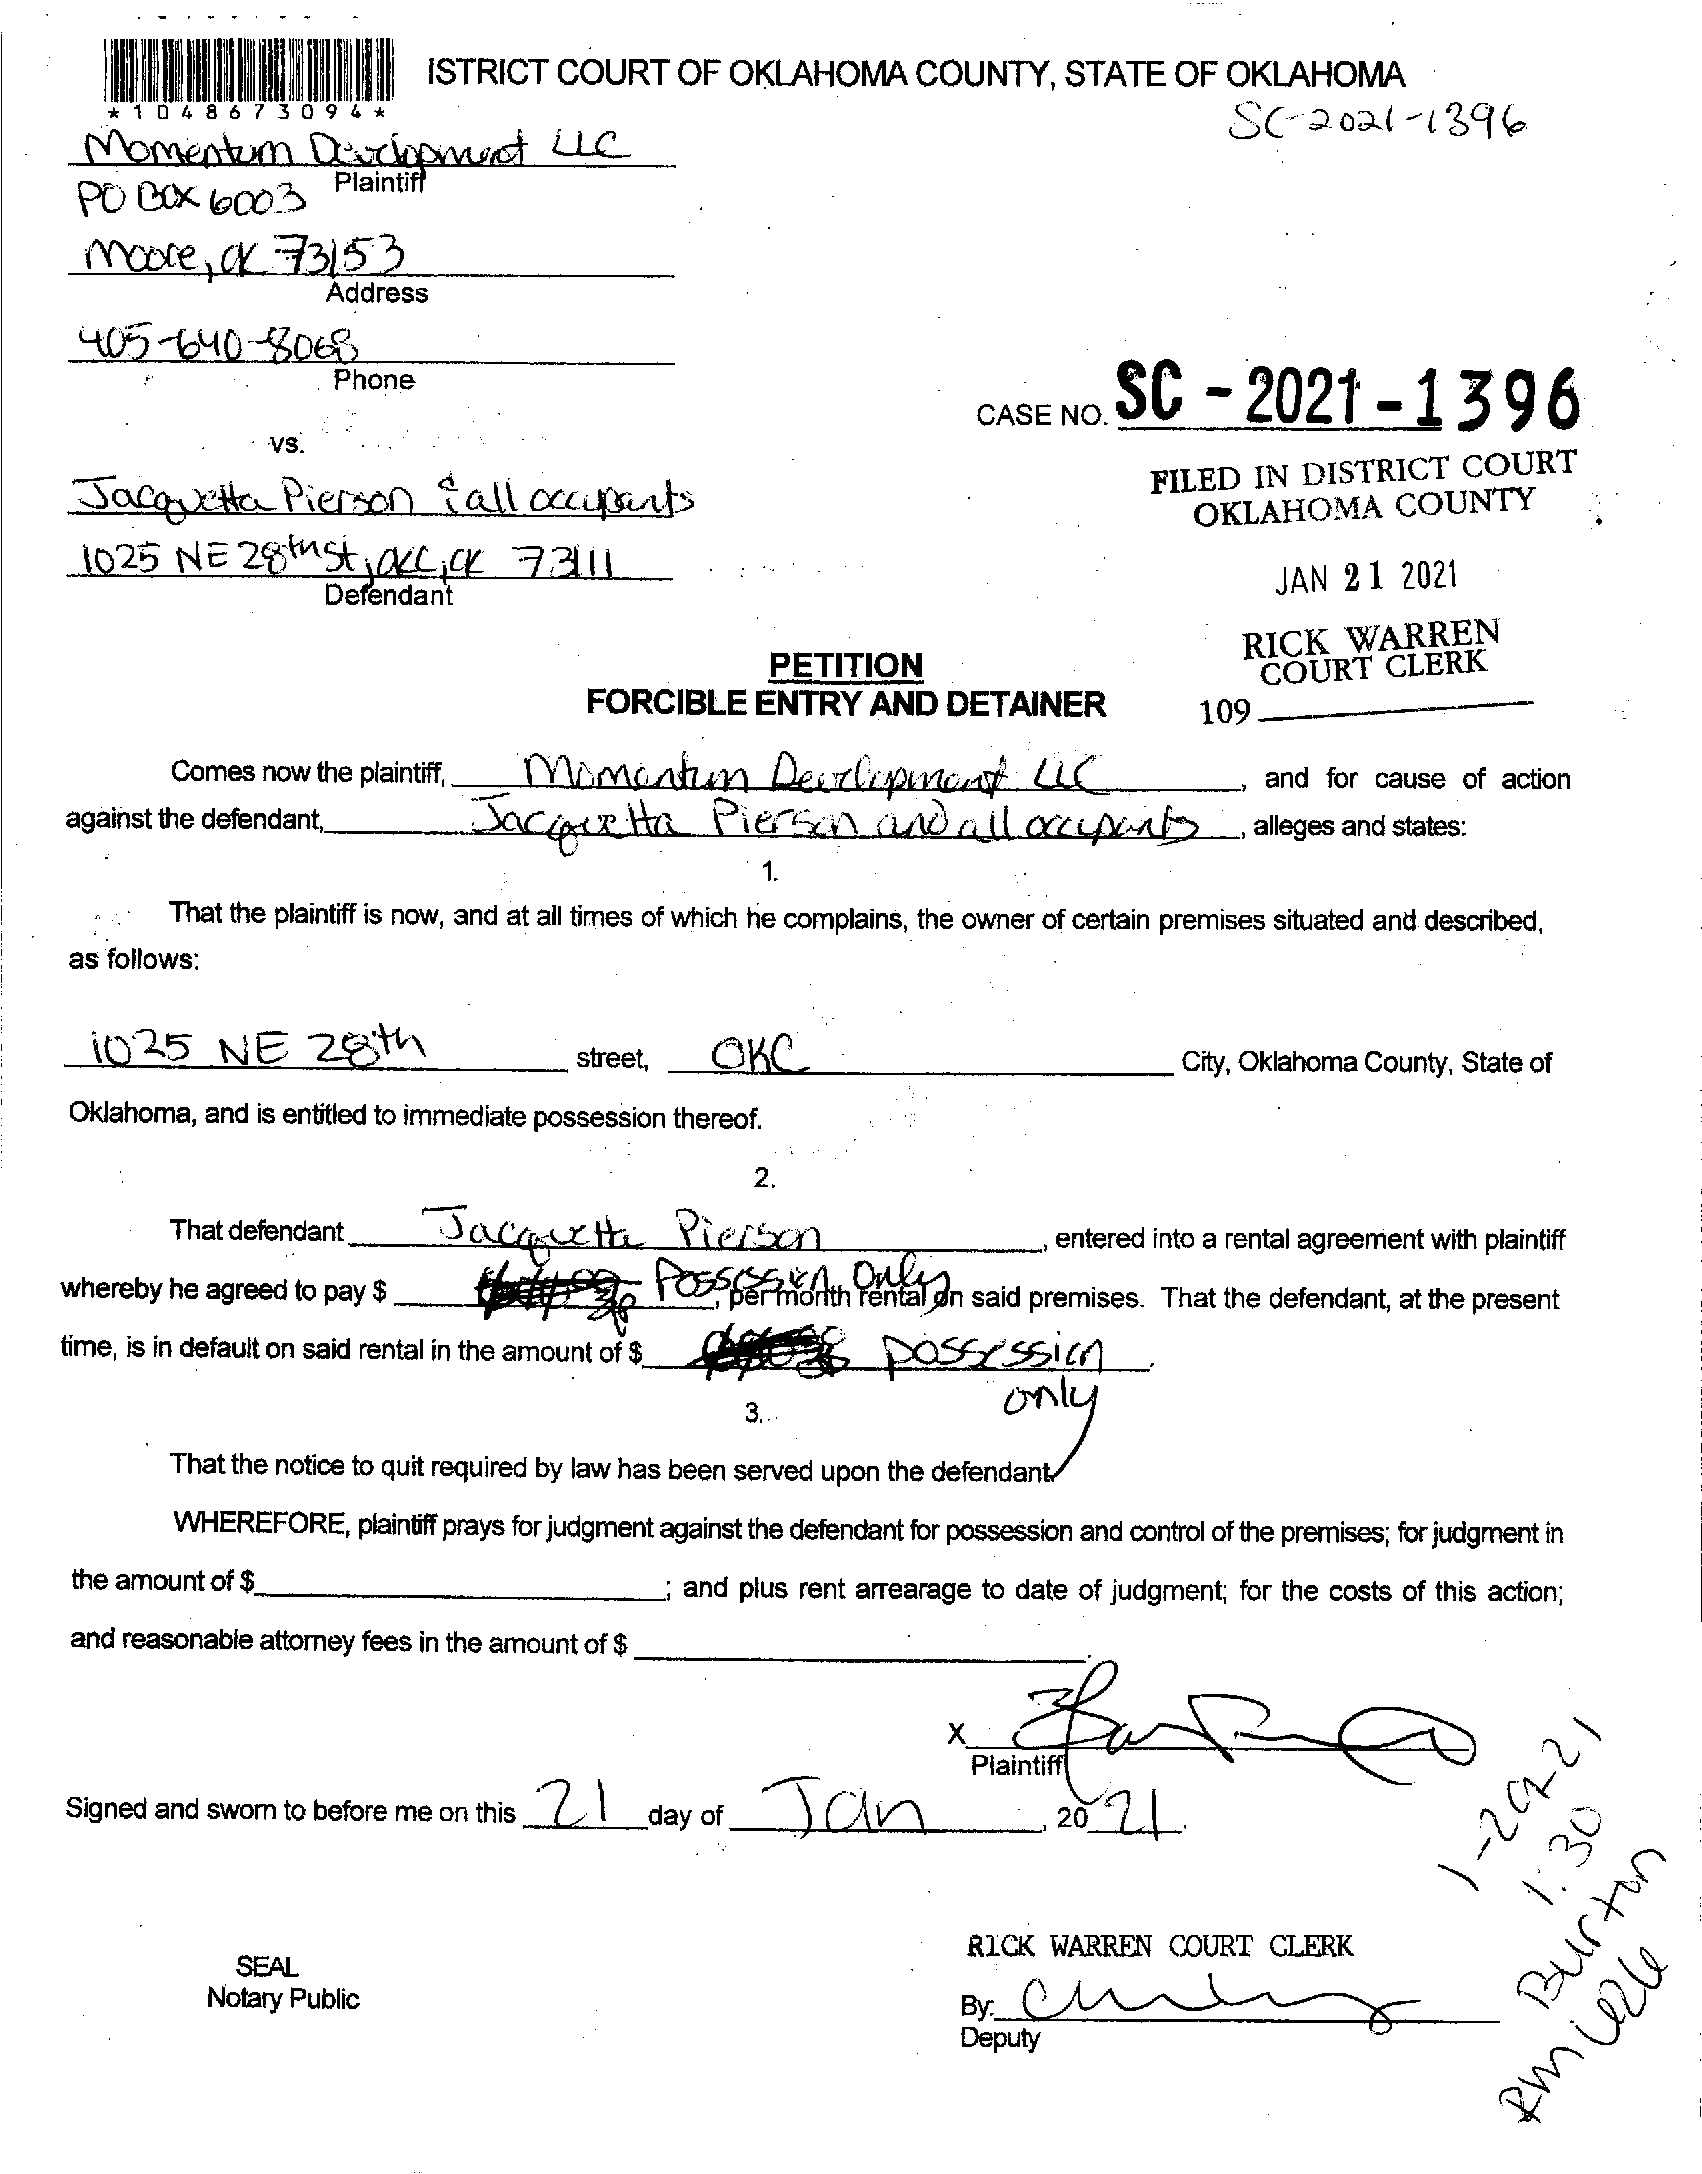 ISTRICT COURT OF OKLAHOMA COUNTY, STATE OF OKLAHOMA
*1048673094*
SC-2021-1396
Momentum Development LLC
Plaintiff
PO BOX 6003
Moore, OK 73153
Address
405-640-8068
Phone
CASE NO. SC-2021-1396
vs.
FILED IN DISTRICT COURT
OKLAHOMA COUNTY
Jacquetta Pierson & all occupants
1025 NE 28th St, OKC, OK 73111
Defendant
JAN 21 2021
RICK WARREN
COURT CLERK
109
PETITION
FORCIBLE ENTRY AND DETAINER
Comes now the plaintiff, Momentum Development LLC, and for cause of action
against the defendant, Jacquetta Pierson and all occupants, alleges and states:
1.
That the plaintiff is now, and at all times of which he complains, the owner of certain premises situated and described,
as follows:
1025 NE 28th street, OKC City, Oklahoma County, State of
Oklahoma, and is entitled to immediate possession thereof.
2.
That defendant Jacquetta Pierson, entered into a rental agreement with plaintiff
whereby he agreed to pay $ Possession Only, per month rental on said premises. That the defendant, at the present
time, is in default on said rental in the amount of $ possession only.
3.
That the notice to quit required by law has been served upon the defendant
WHEREFORE, plaintiff prays for judgment against the defendant for possession and control of the premises; for judgment in
the amount of $ ; and plus rent arrearage to date of judgment; for the costs of this action;
and reasonable attorney fees in the amount of $
X
Plaintiff
Signed and sworn to before me on this 21 day of Jan, 20 21.
1:30
Burton
SEAL
Notary Public
RICK WARREN COURT CLERK
By:
Deputy